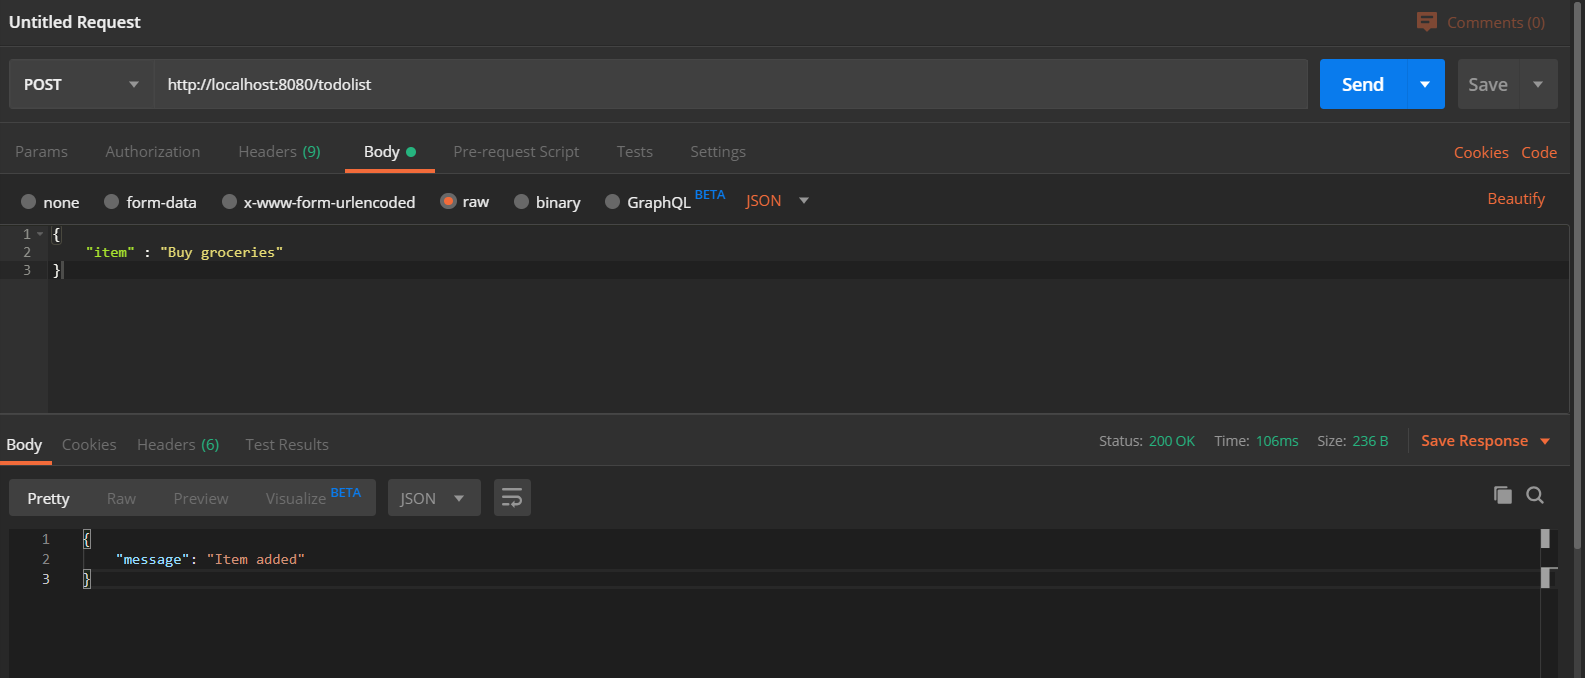 Untitled Request
Comments (0)
POST
http://localhost:8080/todolist
Send
Save
Params Authorization Headers (9) Body Pre-request Script Tests Settings Cookies Code
none form-data x-www-form-urlencoded raw binary GraphQL BETA JSON Beautify
1 {
2 "item" : "Buy groceries"
3 }
Body Cookies Headers (6) Test Results Status: 200 OK Time: 106ms Size: 236 B Save Response
Pretty Raw Preview Visualize BETA JSON
1 {
2 "message": "Item added"
3 }